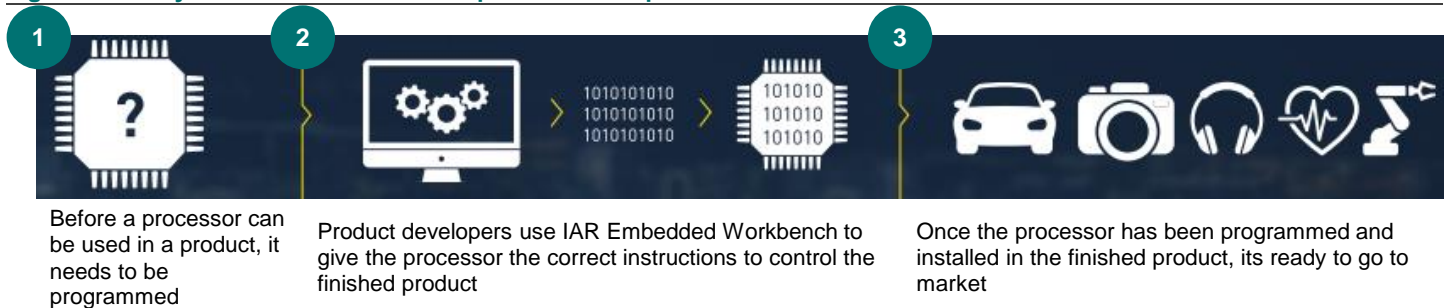 1
2
3
?
1010101010
1010101010
1010101010
101010
101010
101010
Before a processor can
be used in a product, it
needs to be
programmed
Product developers use IAR Embedded Workbench to
give the processor the correct instructions to control the
finished product
Once the processor has been programmed and
installed in the finished product, its ready to go to
market